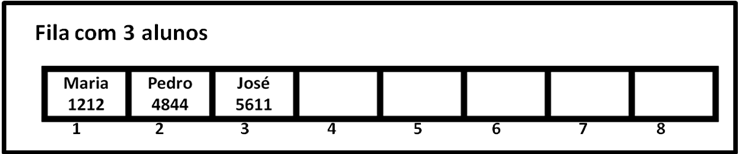 Fila com 3 alunos
Maria Pedro José
1212 4844 5611
1 2 3 4 5 6 7 8